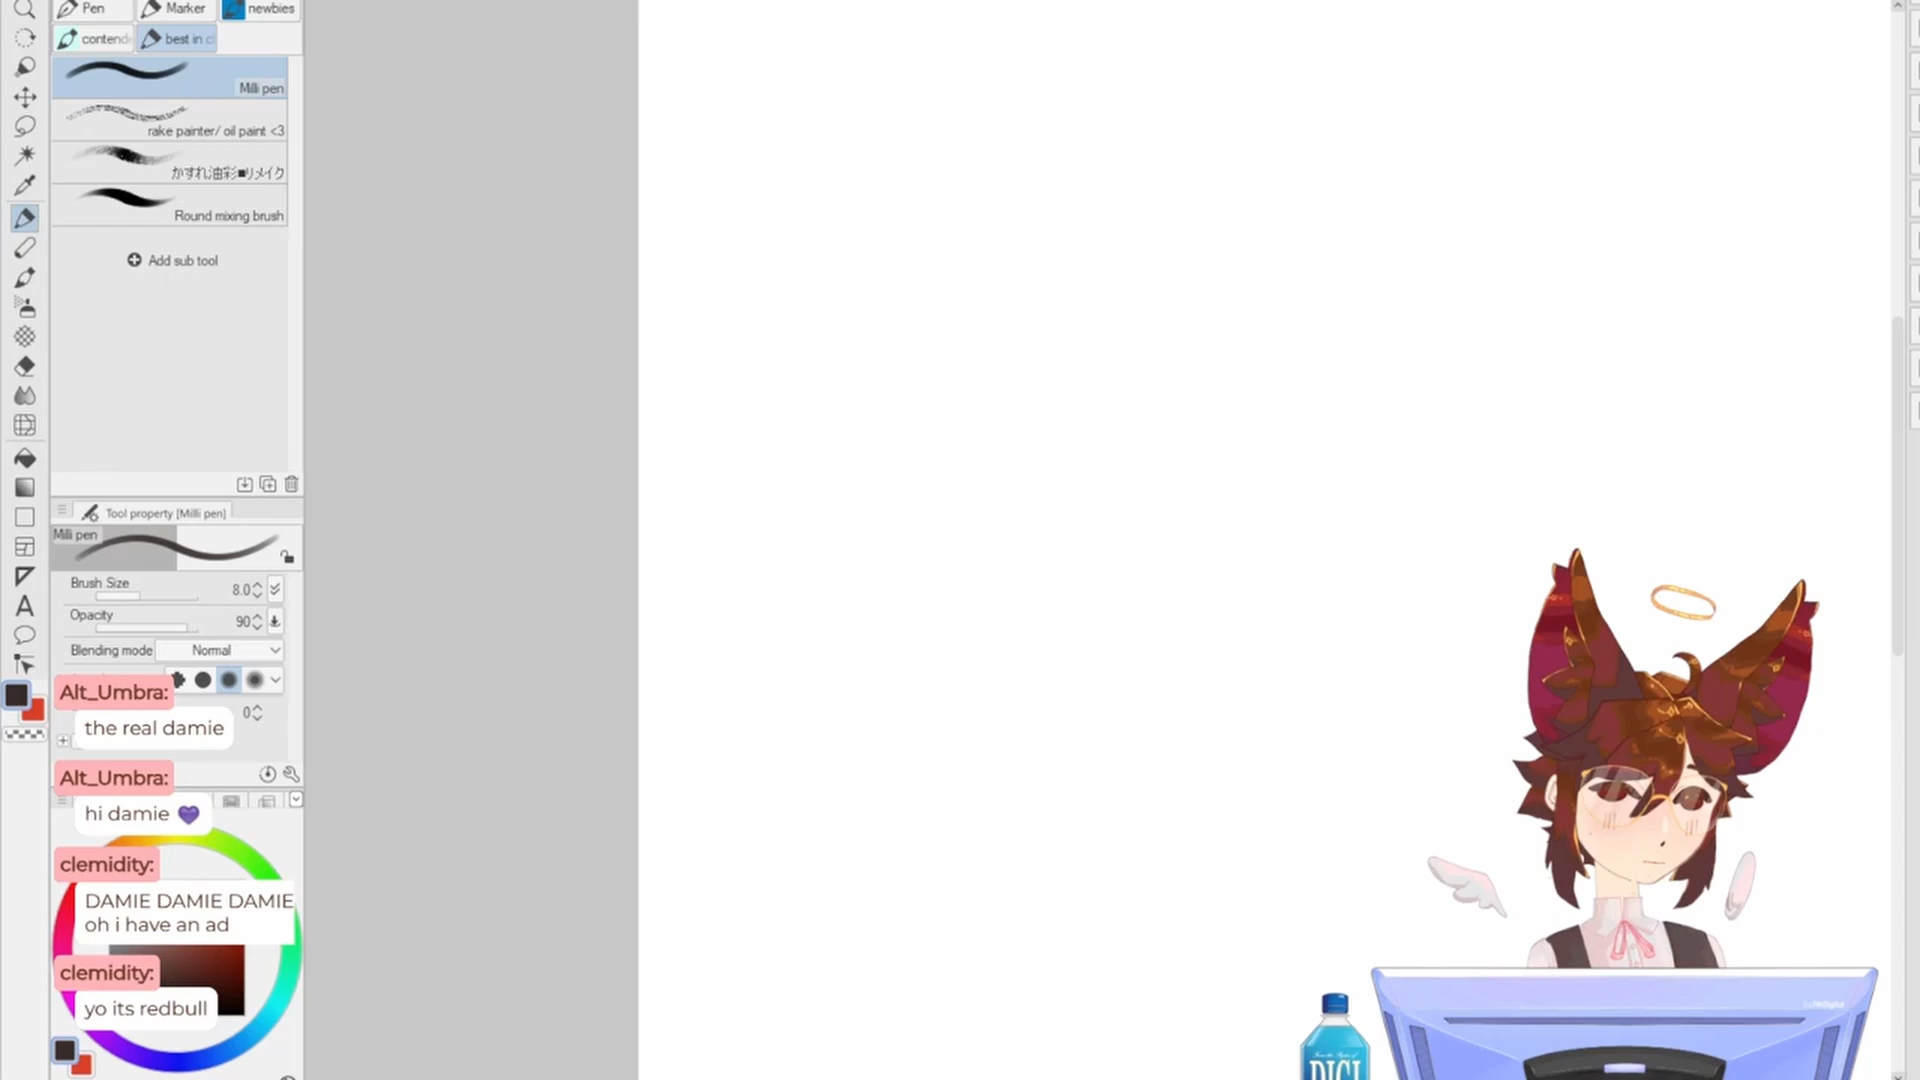 Pen
Marker
newbies
contend
best in c
Milli pen
rake painter/ oil paint <3
かすれ油彩■リメイク
Round mixing brush
Add sub tool
Tool property [Milli pen]
Milli pen
Brush Size
8.0
Opacity
90
Blending mode
Normal
0
Alt_Umbra:
the real damie
Alt_Umbra:
hi damie 💜
clemidity:
DAMIE DAMIE DAMIE
oh i have an ad
clemidity:
yo its redbull
DIGI